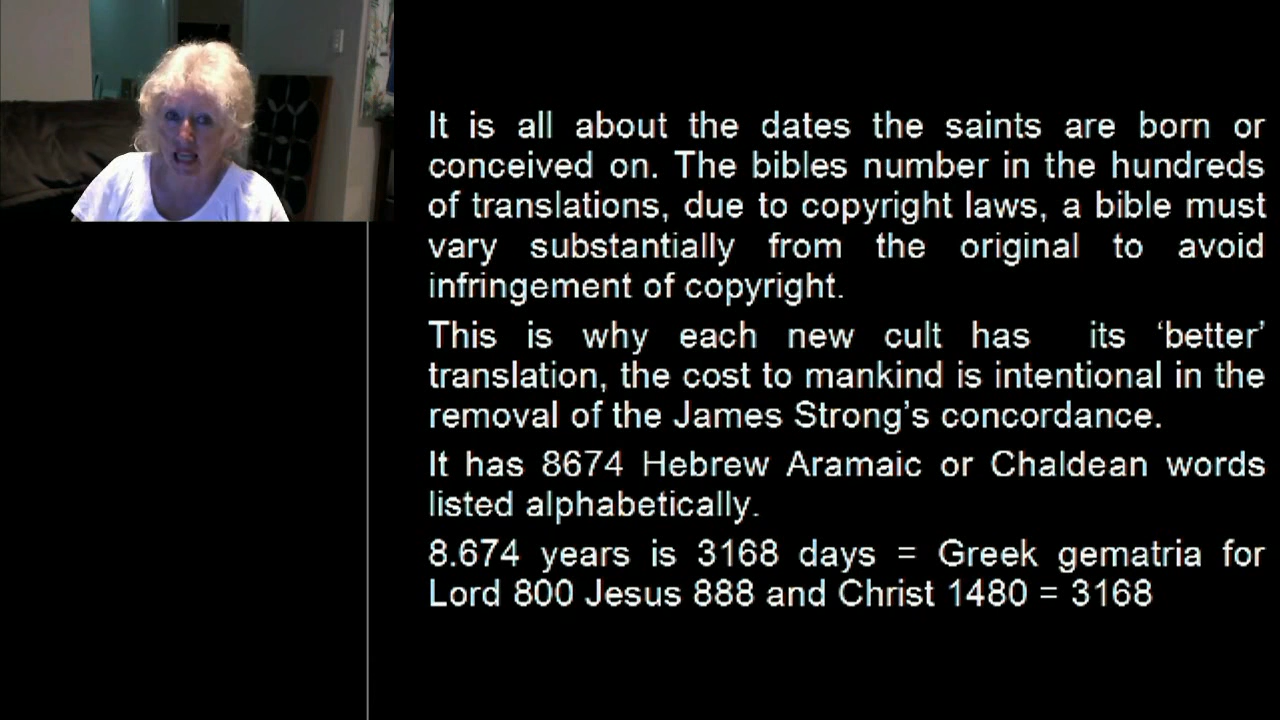 It is all about the dates the saints are born or
conceived on. The bibles number in the hundreds
of translations, due to copyright laws, a bible must
vary substantially from the original to avoid
infringement of copyright.
This is why each new cult has its ‘better’
translation, the cost to mankind is intentional in the
removal of the James Strong’s concordance.
It has 8674 Hebrew Aramaic or Chaldean words
listed alphabetically.
8.674 years is 3168 days = Greek gematria for
Lord 800 Jesus 888 and Christ 1480 = 3168